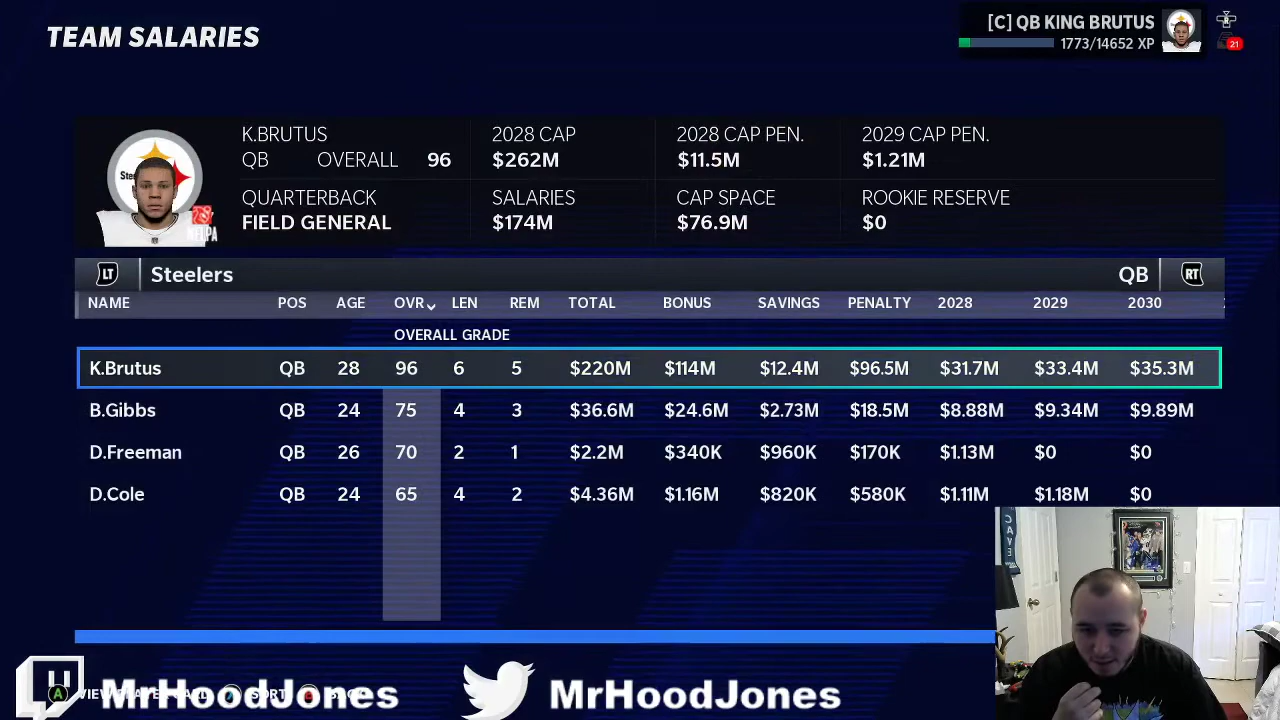 TEAM SALARIES
[C] QB KING BRUTUS
1773/14652 XP
21
K.BRUTUS
QB OVERALL 96
QUARTERBACK
FIELD GENERAL
2028 CAP
$262M
SALARIES
$174M
2028 CAP PEN.
$11.5M
CAP SPACE
$76.9M
2029 CAP PEN.
$1.21M
ROOKIE RESERVE
$0
LT Steelers QB RT
NAME POS AGE OVR LEN REM TOTAL BONUS SAVINGS PENALTY 2028 2029 2030
OVERALL GRADE
K.Brutus QB 28 96 6 5 $220M $114M $12.4M $96.5M $31.7M $33.4M $35.3M
B.Gibbs QB 24 75 4 3 $36.6M $24.6M $2.73M $18.5M $8.88M $9.34M $9.89M
D.Freeman QB 26 70 2 1 $2.2M $340K $960K $170K $1.13M $0 $0
D.Cole QB 24 65 4 2 $4.36M $1.16M $820K $580K $1.11M $1.18M $0
MrHoodJones MrHoodJones